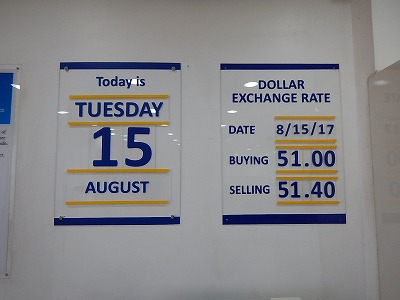 Today is
TUESDAY
15
AUGUST
DOLLAR
EXCHANGE RATE
DATE 8/15/17
BUYING 51.00
SELLING 51.40